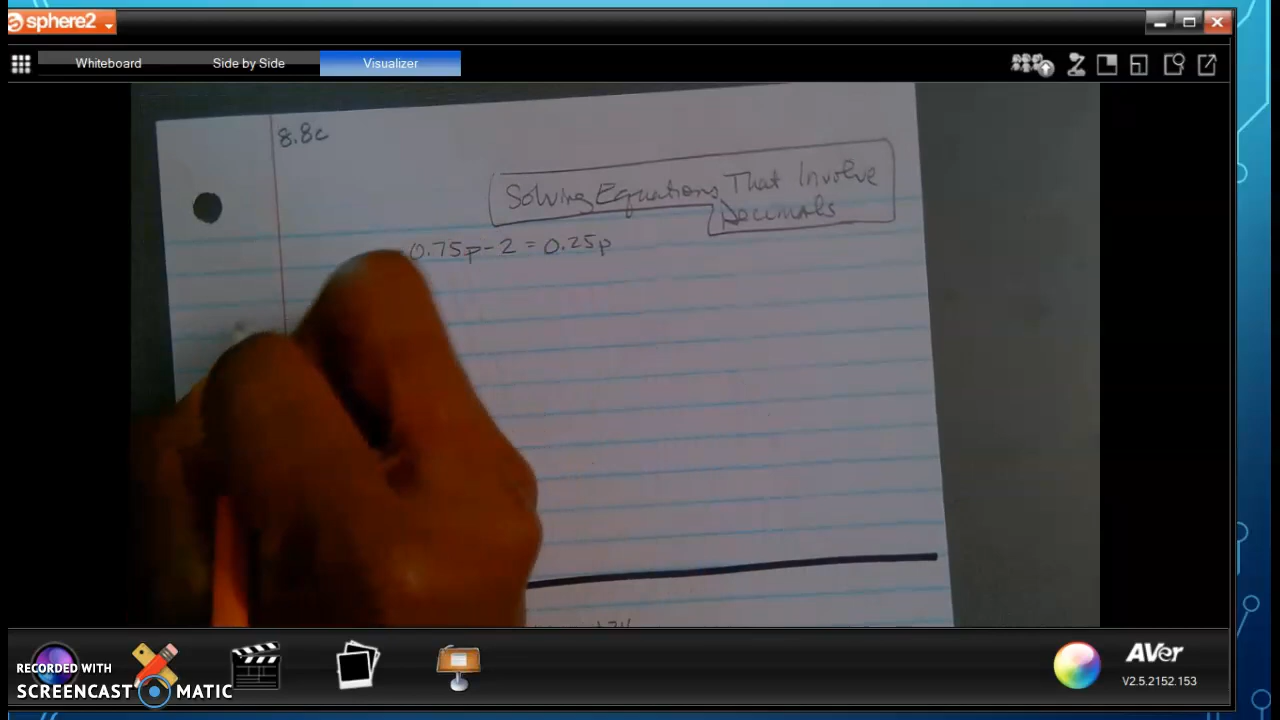 sphere2
Whiteboard Side by Side Visualizer
8.8c
Solving Equations That Involve
Decimals
0.75p - 2 = 0.25p
RECORDED WITH
SCREENCAST MATIC
AVer
V2.5.2152.153